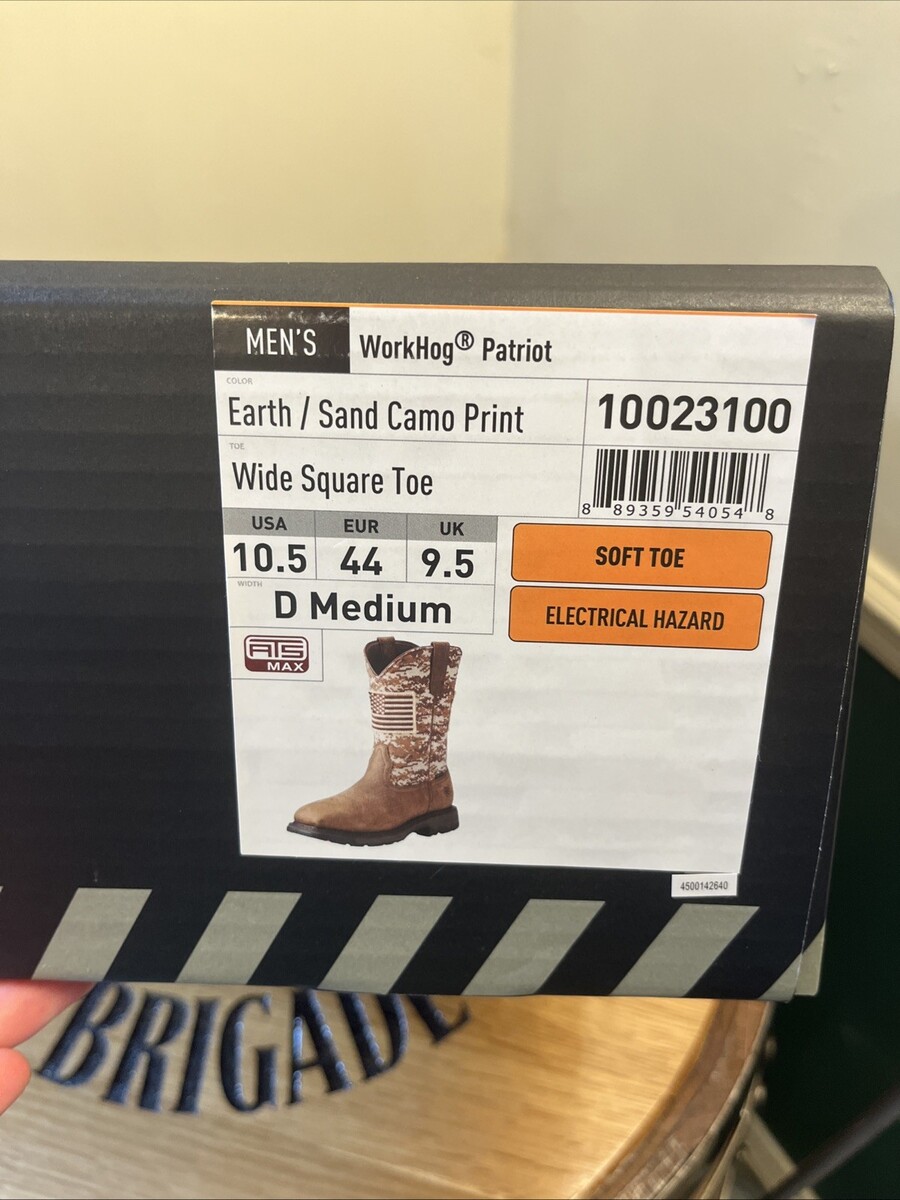 MEN'S
WorkHog® Patriot
COLOR
Earth / Sand Camo Print
10023100
TOE
Wide Square Toe
8 89359 54054 8
USA EUR UK
10.5 44 9.5
SOFT TOE
WIDTH
D Medium
ELECTRICAL HAZARD
ATS
MAX
4500142640
BRIGADE